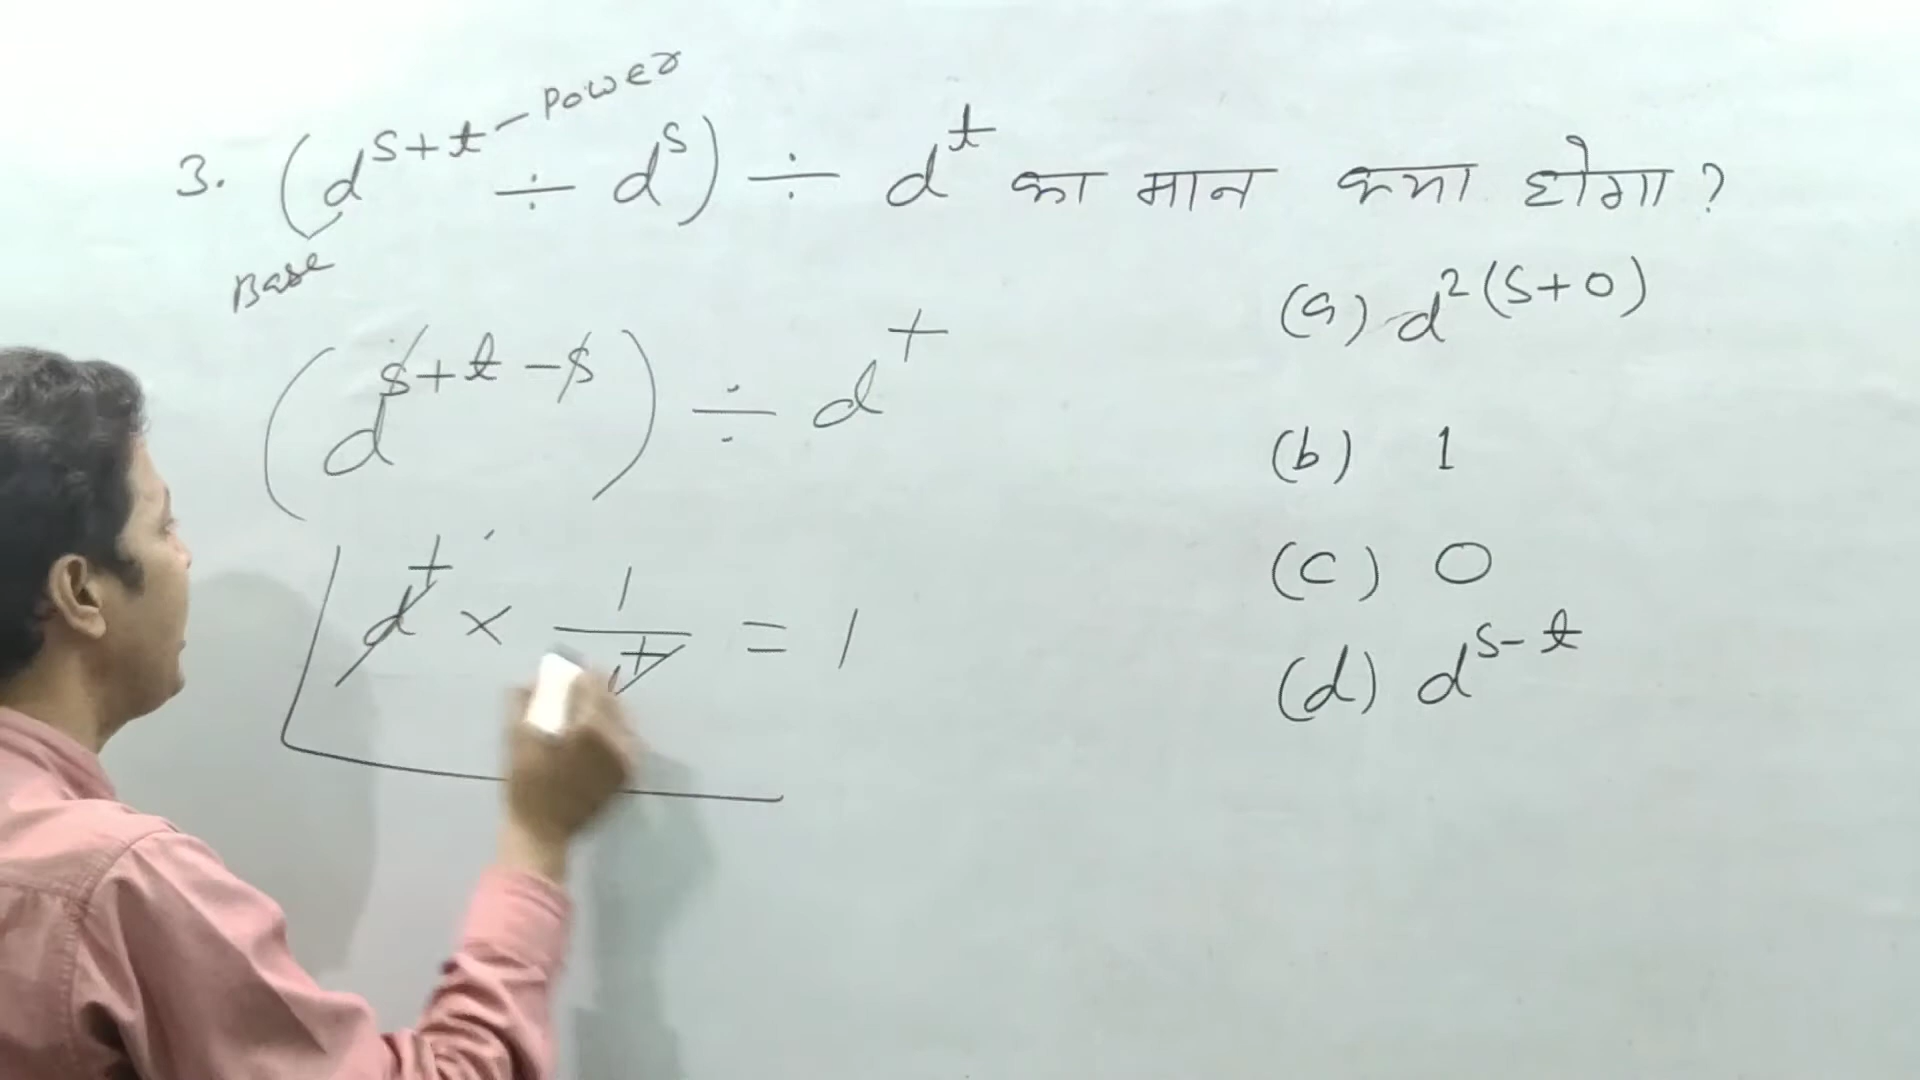 3. (d^{s+t} ÷ d^s) ÷ d^t का मान क्या होगा ?
Power
Base
(a) d^{2(s+0)}
(b) 1
(c) 0
(d) d^{s-t}
(d^{s+t-s}) ÷ d^t
d^t × 1/d^t = 1